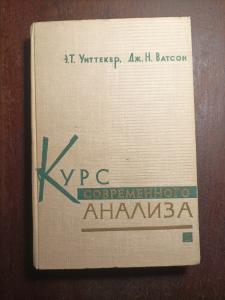 Э.Т. Уиттекер, Дж. Н. Ватсон
Курс
СОВРЕМЕННОГО
АНАЛИЗА